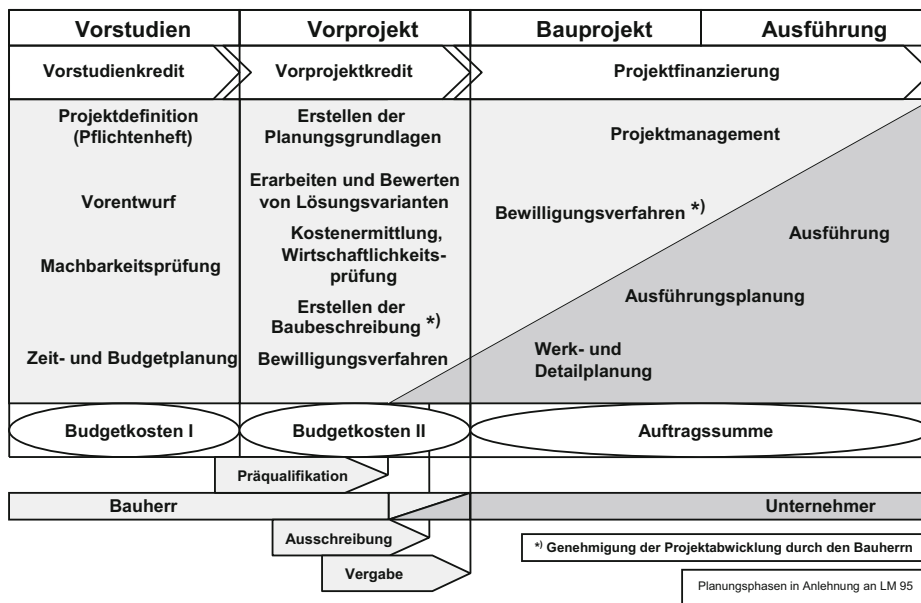 Vorstudien
Vorprojekt
Bauprojekt
Ausführung
Vorstudienkredit
Vorprojektkredit
Projektfinanzierung
Projektdefinition
(Pflichtenheft)
Vorentwurf
Machbarkeitsprüfung
Zeit- und Budgetplanung
Erstellen der
Planungsgrundlagen
Erarbeiten und Bewerten
von Lösungsvarianten
Kostenermittlung,
Wirtschaftlichkeits-
prüfung
Erstellen der
Baubeschreibung *)
Bewilligungsverfahren
Projektmanagement
Bewilligungsverfahren *)
Ausführung
Ausführungsplanung
Werk- und
Detailplanung
Budgetkosten I
Budgetkosten II
Auftragssumme
Präqualifikation
Bauherr
Unternehmer
Ausschreibung
Vergabe
*) Genehmigung der Projektabwicklung durch den Bauherrn
Planungsphasen in Anlehnung an LM 95